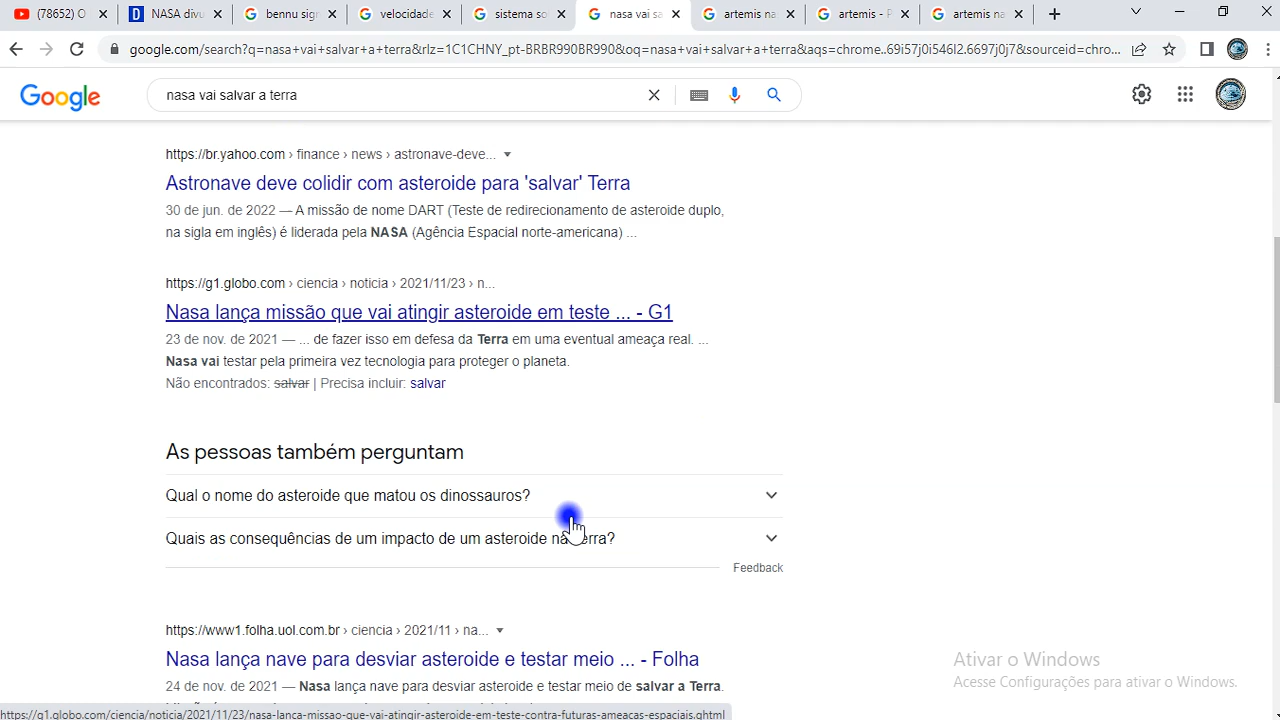 (78652) O
NASA divu
bennu sign
velocidade
sistema so
nasa vai sa
artemis na
artemis - P
artemis na
google.com/search?q=nasa+vai+salvar+a+terra&rlz=1C1CHNY_pt-BRBR990BR990&oq=nasa+vai+salvar+a+terra&aqs=chrome..69i57j0i546l2.6697j0j7&sourceid=chro...
Google
nasa vai salvar a terra
https://br.yahoo.com › finance › news › astronave-deve...
Astronave deve colidir com asteroide para 'salvar' Terra
30 de jun. de 2022 — A missão de nome DART (Teste de redirecionamento de asteroide duplo,
na sigla em inglês) é liderada pela NASA (Agência Espacial norte-americana) ...
https://g1.globo.com › ciencia › noticia › 2021/11/23 › n...
Nasa lança missão que vai atingir asteroide em teste ... - G1
23 de nov. de 2021 — ... de fazer isso em defesa da Terra em uma eventual ameaça real. ...
Nasa vai testar pela primeira vez tecnologia para proteger o planeta.
Não encontrados: salvar | Precisa incluir: salvar
As pessoas também perguntam
Qual o nome do asteroide que matou os dinossauros?
Quais as consequências de um impacto de um asteroide na Terra?
Feedback
https://www1.folha.uol.com.br › ciencia › 2021/11 › na...
Nasa lança nave para desviar asteroide e testar meio ... - Folha
24 de nov. de 2021 — Nasa lança nave para desviar asteroide e testar meio de salvar a Terra.
Ativar o Windows
Acesse Configurações para ativar o Windows.
https://g1.globo.com/ciencia/noticia/2021/11/23/nasa-lanca-missao-que-vai-atingir-asteroide-em-teste-contra-futuras-ameacas-espaciais.ghtml